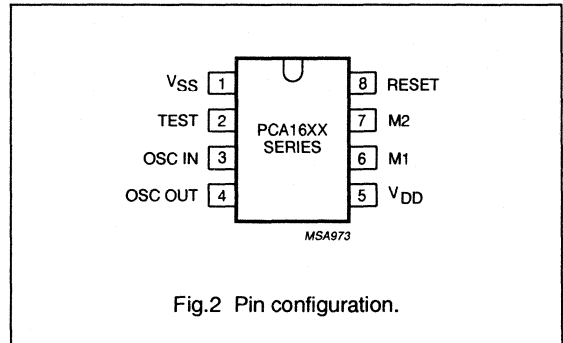 VSS 1
TEST 2
OSC IN 3
OSC OUT 4
PCA16XX
SERIES
8 RESET
7 M2
6 M1
5 VDD
MSA973
Fig.2 Pin configuration.